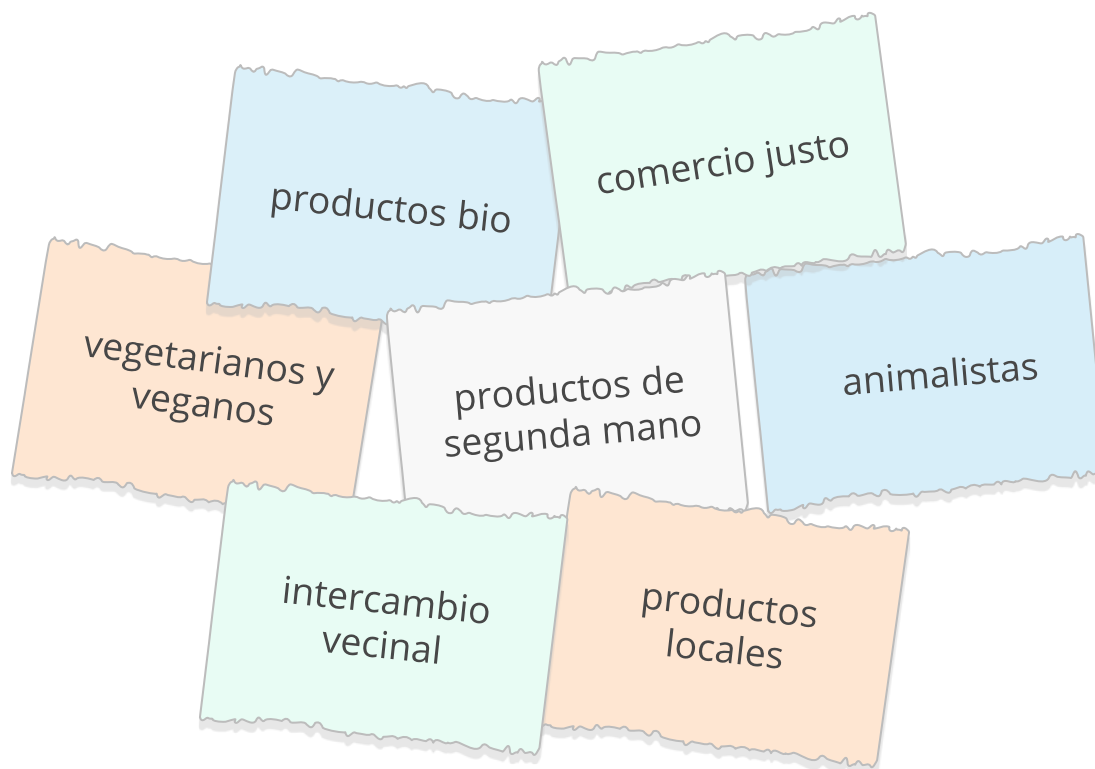 comercio justo
productos bio
vegetarianos y
veganos
productos de
segunda mano
animalistas
intercambio
vecinal
productos
locales